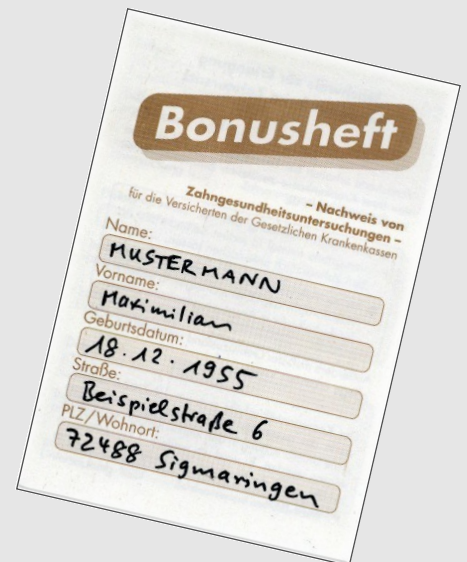 Bonusheft
– Nachweis von
Zahngesundheitsuntersuchungen –
für die Versicherten der Gesetzlichen Krankenkassen
Name:
MUSTERMANN
Vorname:
Maximilian
Geburtsdatum:
18.12.1955
Straße:
Beispielstraße 6
PLZ/Wohnort:
72488 Sigmaringen